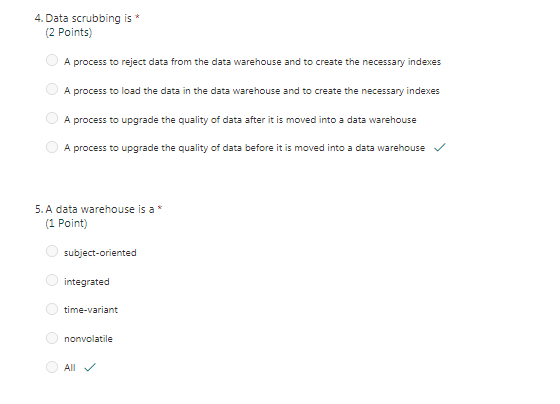 4. Data scrubbing is *
(2 Points)
A process to reject data from the data warehouse and to create the necessary indexes
A process to load the data in the data warehouse and to create the necessary indexes
A process to upgrade the quality of data after it is moved into a data warehouse
A process to upgrade the quality of data before it is moved into a data warehouse
5. A data warehouse is a *
(1 Point)
subject-oriented
integrated
time-variant
nonvolatile
All